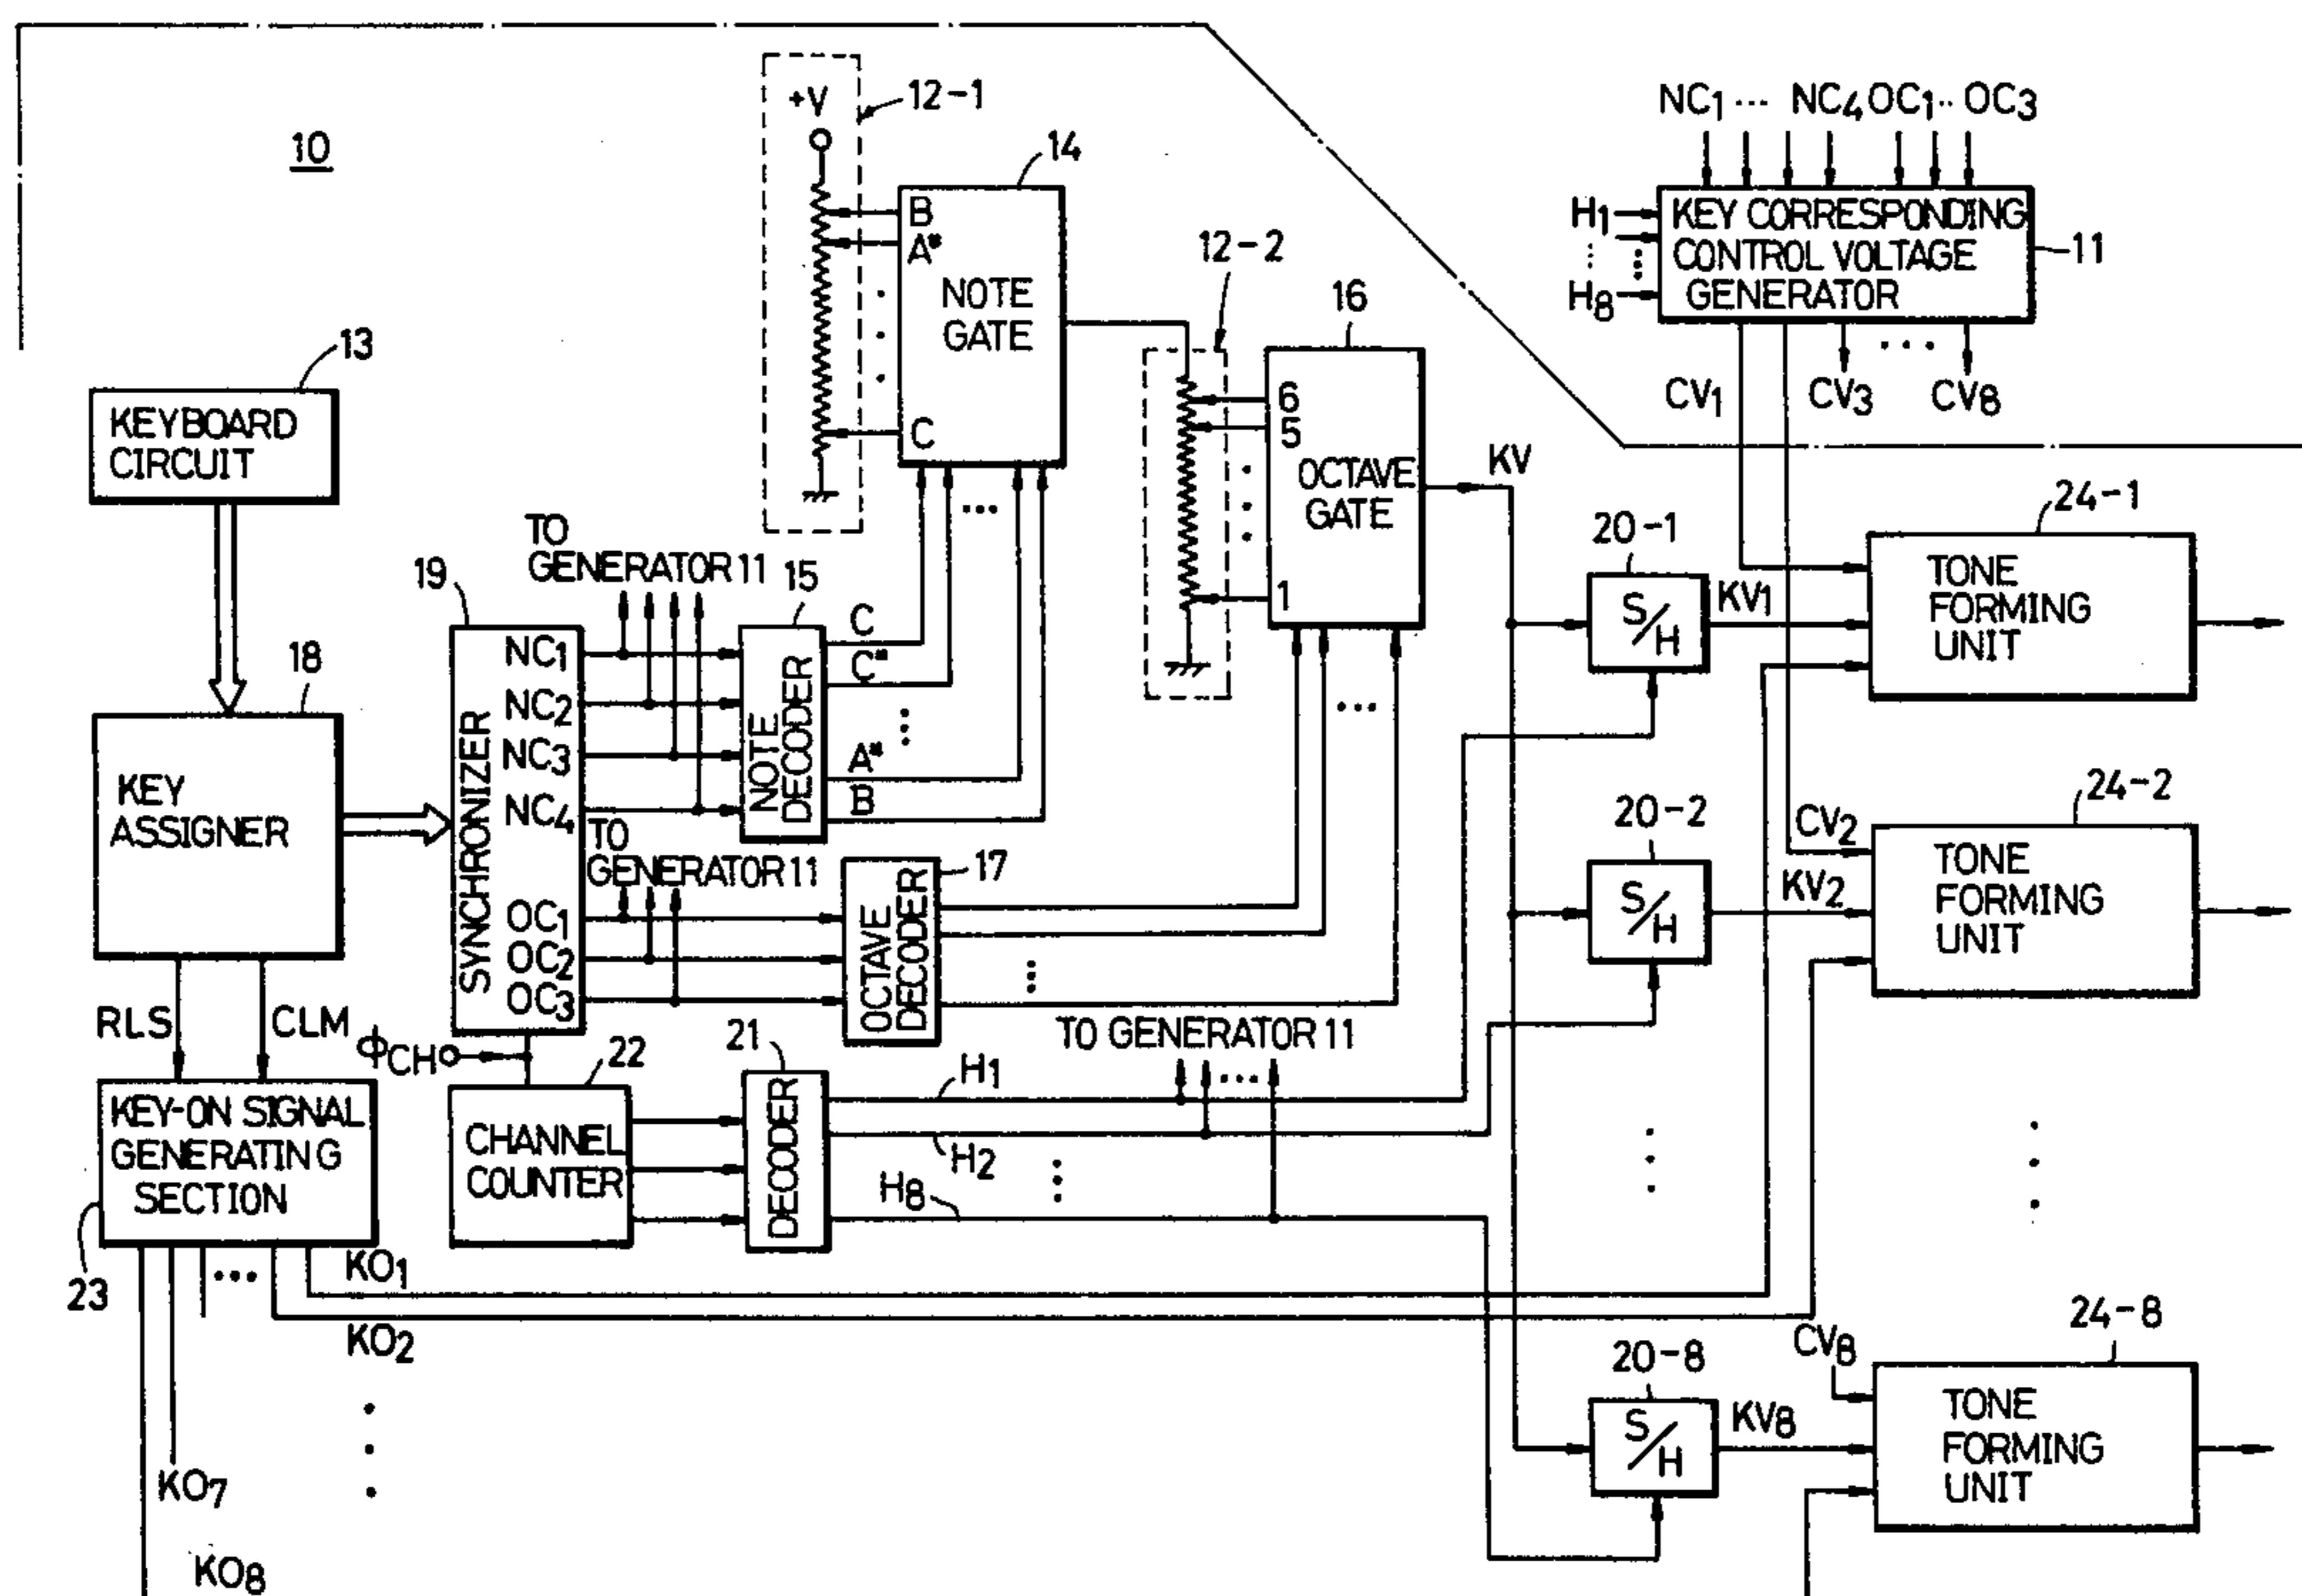 10
+V
12-1
14
B
A#
NOTE
GATE
C
NC1 ... NC4 OC1 .. OC3
H1
H8
KEY CORRESPONDING
CONTROL VOLTAGE
GENERATOR
11
CV1
CV3
...
CV8
12-2
16
6
5
1
OCTAVE
GATE
KV
13
KEYBOARD
CIRCUIT
18
KEY
ASSIGNER
RLS
CLM
19
SYNCHRONIZER
NC1
NC2
NC3
NC4
OC1
OC2
OC3
TO
GENERATOR 11
15
NOTE
DECODER
C
C#
A#
B
...
TO
GENERATOR 11
17
OCTAVE
DECODER
...
ΦCH
22
CHANNEL
COUNTER
21
DECODER
H1
H2
H8
TO GENERATOR 11
...
KEY-ON SIGNAL
GENERATING
SECTION
23
...
KO1
KO2
KO7
KO8
20-1
S/H
KV1
24-1
TONE
FORMING
UNIT
20-2
S/H
CV2
KV2
24-2
TONE
FORMING
UNIT
20-8
S/H
CV8
KV8
24-8
TONE
FORMING
UNIT